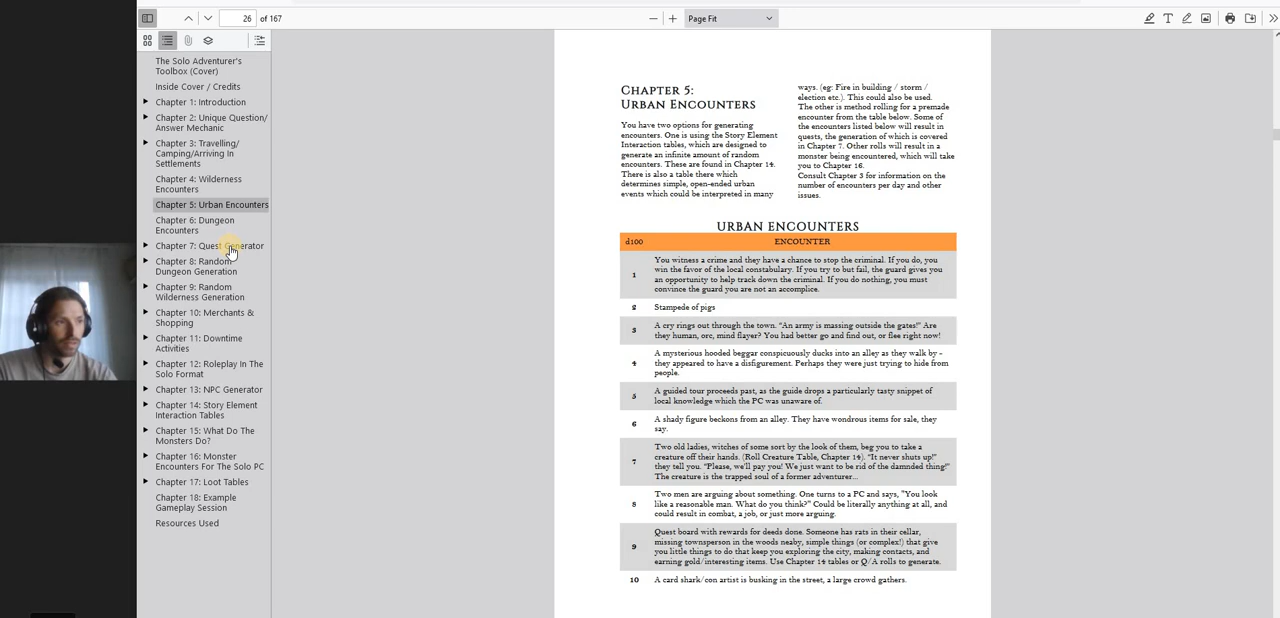 26 of 167
Page Fit
The Solo Adventurer's
Toolbox (Cover)
Inside Cover / Credits
Chapter 1: Introduction
Chapter 2: Unique Question/
Answer Mechanic
Chapter 3: Travelling/
Camping/Arriving In
Settlements
Chapter 4: Wilderness
Encounters
Chapter 5: Urban Encounters
Chapter 6: Dungeon
Encounters
Chapter 7: Quest Generator
Chapter 8: Random
Dungeon Generation
Chapter 9: Random
Wilderness Generation
Chapter 10: Merchants &
Shopping
Chapter 11: Downtime
Activities
Chapter 12: Roleplay In The
Solo Format
Chapter 13: NPC Generator
Chapter 14: Story Element
Interaction Tables
Chapter 15: What Do The
Monsters Do?
Chapter 16: Monster
Encounters For The Solo PC
Chapter 17: Loot Tables
Chapter 18: Example
Gameplay Session
Resources Used
Chapter 5:
Urban Encounters
You have two options for generating
encounters. One is using the Story Element
Interaction tables, which are designed to
generate an infinite amount of random
encounters. These are found in Chapter 14.
There is also a table there which
determines simple, open-ended urban
events which could be interpreted in many
ways. (eg: Fire in building / storm /
election etc.). This could also be used.
The other is method rolling for a premade
encounter from the table below. Some of
the encounters listed below will result in
quests, the generation of which is covered
in Chapter 7. Other rolls will result in a
monster being encountered, which will take
you to Chapter 16.
Consult Chapter 3 for information on the
number of encounters per day and other
issues.
URBAN ENCOUNTERS
d100 ENCOUNTER
1 You witness a crime and they have a chance to stop the criminal. If you do, you
win the favor of the local constabulary. If you try to but fail, the guard gives you
an opportunity to help track down the criminal. If you do nothing, you must
convince the guard you are not an accomplice.
2 Stampede of pigs
3 A cry rings out through the town. "An army is massing outside the gates!" Are
they human, orc, mind flayer? You had better go and find out, or flee right now!
4 A mysterious hooded beggar conspicuously ducks into an alley as they walk by -
they appeared to have a disfigurement. Perhaps they were just trying to hide from
people.
5 A guided tour proceeds past, as the guide drops a particularly tasty snippet of
local knowledge which the PC was unaware of.
6 A shady figure beckons from an alley. They have wondrous items for sale, they
say.
7 Two old ladies, witches of some sort by the look of them, beg you to take a
creature off their hands. (Roll Creature Table, Chapter 14). "It never shuts up!"
they tell you. "Please, we'll pay you! We just want to be rid of the damnded thing!"
The creature is the trapped soul of a former adventurer...
8 Two men are arguing about something. One turns to a PC and says, "You look
like a reasonable man. What do you think?" Could be literally anything at all, and
could result in combat, a job, or just more arguing.
9 Quest board with rewards for deeds done. Someone has rats in their cellar,
missing townsperson in the woods neaby, simple things (or complex!) that give
you little things to do that keep you exploring the city, making contacts, and
earning gold/interesting items. Use Chapter 14 tables or Q/A rolls to generate.
10 A card shark/con artist is busking in the street, a large crowd gathers.